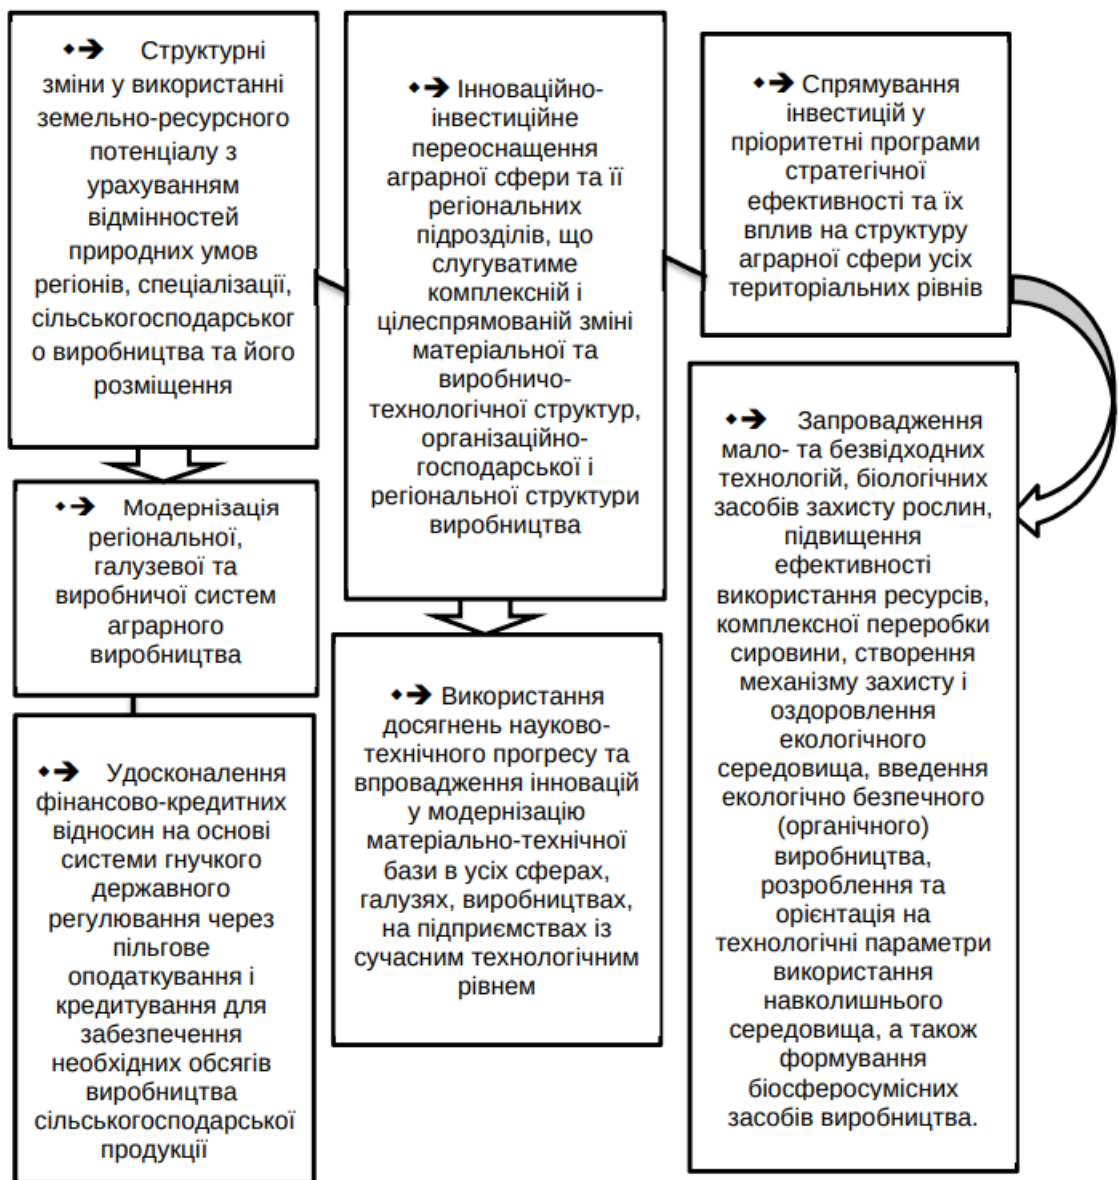 ◆➔ Структурні
зміни у використанні
земельно-ресурсного
потенціалу з
урахуванням
відмінностей
природних умов
регіонів, спеціалізації,
сільськогосподарськог
о виробництва та його
розміщення
◆➔ Модернізація
регіональної,
галузевої та
виробничої систем
аграрного
виробництва
◆➔ Удосконалення
фінансово-кредитних
відносин на основі
системи гнучкого
державного
регулювання через
пільгове
оподаткування і
кредитування для
забезпечення
необхідних обсягів
виробництва
сільськогосподарської
продукції
◆➔ Інноваційно-
інвестиційне
переоснащення
аграрної сфери та її
регіональних
підрозділів, що
слугуватиме
комплексній і
цілеспрямованій зміні
матеріальної та
виробничо-
технологічної структур,
організаційно-
господарської і
регіональної структури
виробництва
◆➔ Використання
досягнень науково-
технічного прогресу та
впровадження інновацій
у модернізацію
матеріально-технічної
бази в усіх сферах,
галузях, виробництвах,
на підприємствах із
сучасним технологічним
рівнем
◆➔ Спрямування
інвестицій у
пріоритетні програми
стратегічної
ефективності та їх
вплив на структуру
аграрної сфери усіх
територіальних рівнів
◆➔ Запровадження
мало- та безвідходних
технологій, біологічних
засобів захисту рослин,
підвищення
ефективності
використання ресурсів,
комплексної переробки
сировини, створення
механізму захисту і
оздоровлення
екологічного
середовища, введення
екологічно безпечного
(органічного)
виробництва,
розроблення та
орієнтація на
технологічні параметри
використання
навколишнього
середовища, а також
формування
біосферосумісних
засобів виробництва.